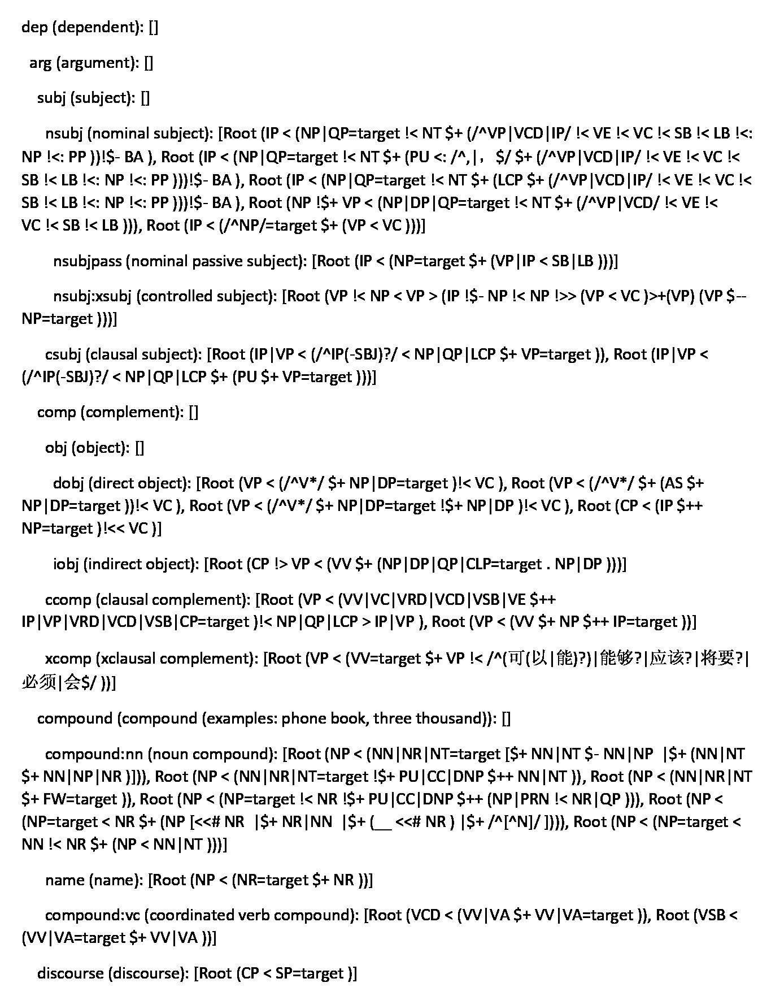 dep (dependent): []
arg (argument): []
subj (subject): []
nsubj (nominal subject): [Root (IP < (NP|QP=target !< NT $+ (/^VP|VCD|IP/ !< VE !< VC !< SB !< LB !<:
NP !<: PP ))!$- BA ), Root (IP < (NP|QP=target !< NT $+ (PU <: /^,|，$/ $+ (/^VP|VCD|IP/ !< VE !< VC !<
SB !< LB !<: NP !<: PP )))!$- BA ), Root (IP < (NP|QP=target !< NT $+ (LCP $+ (/^VP|VCD|IP/ !< VE !< VC !<
SB !< LB !<: NP !<: PP )))!$- BA ), Root (NP !$+ VP < (NP|DP|QP=target !< NT $+ (/^VP|VCD/ !< VE !<
VC !< SB !< LB ))), Root (IP < (/^NP/=target $+ (VP < VC )))]
nsubjpass (nominal passive subject): [Root (IP < (NP=target $+ (VP|IP < SB|LB )))]
nsubj:xsubj (controlled subject): [Root (VP !< NP < VP > (IP !$- NP !< NP !>> (VP < VC )>+(VP) (VP $--
NP=target )))]
csubj (clausal subject): [Root (IP|VP < (/^IP(-SBJ)?/ < NP|QP|LCP $+ VP=target )), Root (IP|VP <
(/^IP(-SBJ)?/ < NP|QP|LCP $+ (PU $+ VP=target )))]
comp (complement): []
obj (object): []
dobj (direct object): [Root (VP < (/^V*/ $+ NP|DP=target )!< VC ), Root (VP < (/^V*/ $+ (AS $+
NP|DP=target ))!< VC ), Root (VP < (/^V*/ $+ NP|DP=target !$+ NP|DP )!< VC ), Root (CP < (IP $++
NP=target )!<< VC )]
iobj (indirect object): [Root (CP !> VP < (VV $+ (NP|DP|QP|CLP=target . NP|DP )))]
ccomp (clausal complement): [Root (VP < (VV|VC|VRD|VCD|VSB|VE $++
IP|VP|VRD|VCD|VSB|CP=target )!< NP|QP|LCP > IP|VP ), Root (VP < (VV $+ NP $++ IP=target ))]
xcomp (xclausal complement): [Root (VP < (VV=target $+ VP !< /^(可(以|能)?)|能够?|应该?|将要?|
必须|会$/ ))]
compound (compound (examples: phone book, three thousand)): []
compound:nn (noun compound): [Root (NP < (NN|NR|NT=target [$+ NN|NT $- NN|NP  |$+ (NN|NT
$+ NN|NP|NR )])), Root (NP < (NN|NR|NT=target !$+ PU|CC|DNP $++ NN|NT )), Root (NP < (NN|NR|NT
$+ FW=target )), Root (NP < (NP=target !< NR !$+ PU|CC|DNP $++ (NP|PRN !< NR|QP ))), Root (NP <
(NP=target < NR $+ (NP [<<# NR  |$+ NR|NN  |$+ (__ <<# NR ) |$+ /^[^N]/ ]))), Root (NP < (NP=target <
NN !< NR $+ (NP < NN|NT )))]
name (name): [Root (NP < (NR=target $+ NR ))]
compound:vc (coordinated verb compound): [Root (VCD < (VV|VA $+ VV|VA=target )), Root (VSB <
(VV|VA=target $+ VV|VA ))]
discourse (discourse): [Root (CP < SP=target )]